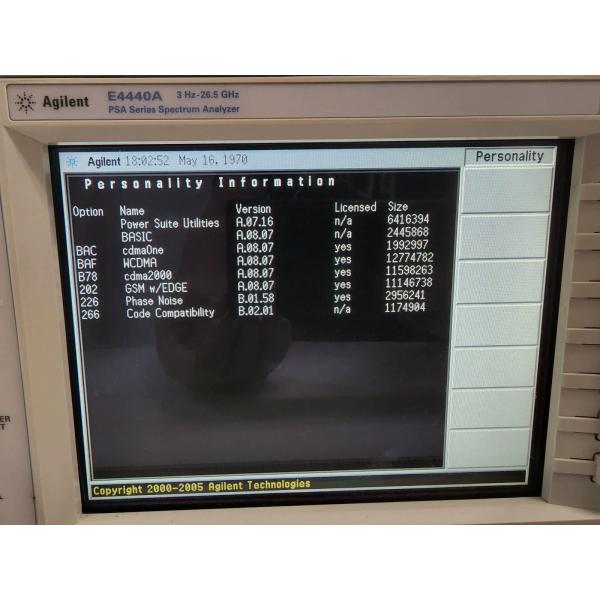 Agilent E4440A 3 Hz-26.5 GHz
PSA Series Spectrum Analyzer
Agilent 18:02:52 May 16, 1970 Personality
Personality Information
Option Name Version Licensed Size
Power Suite Utilities A.07.16 n/a 6416394
BASIC A.08.07 n/a 2445868
BAC cdmaOne A.08.07 yes 1992997
BAF WCDMA A.08.07 yes 12774782
B78 cdma2000 A.08.07 yes 11598263
202 GSM w/EDGE A.08.07 yes 11146738
226 Phase Noise B.01.58 yes 2956241
266 Code Compatibility B.02.01 n/a 1174904
Copyright 2000-2005 Agilent Technologies
ER
T